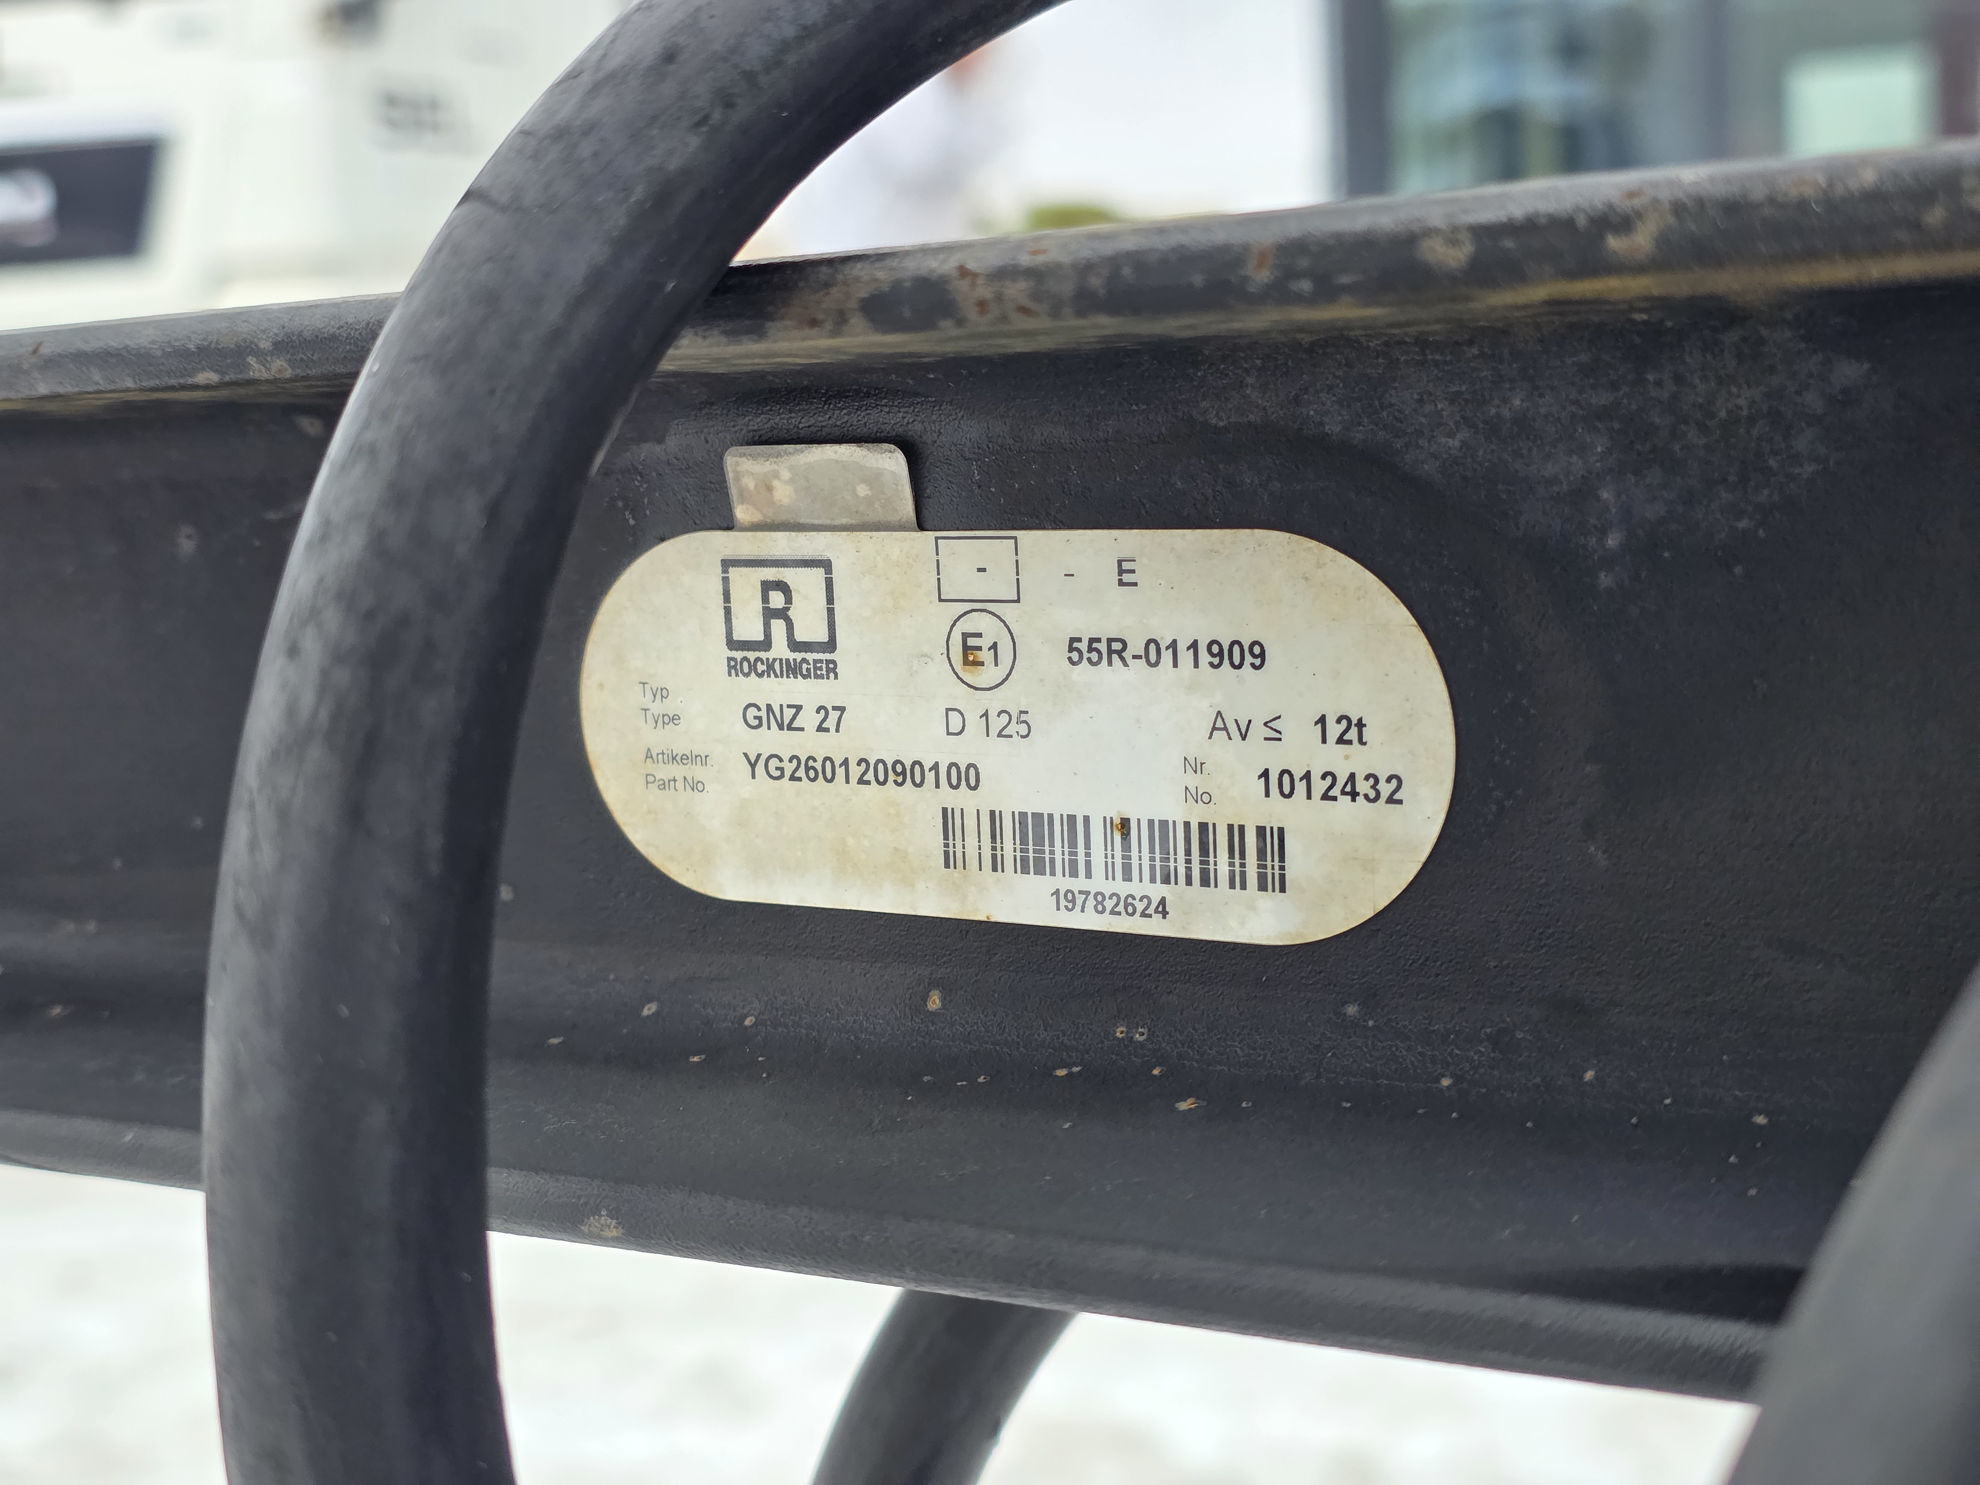 - - E
R
ROCKINGER
E1 55R-011909
Typ
Type GNZ 27 D 125 Av ≤ 12t
Artikelnr.
Part No. YG26012090100
Nr.
No. 1012432
19782624